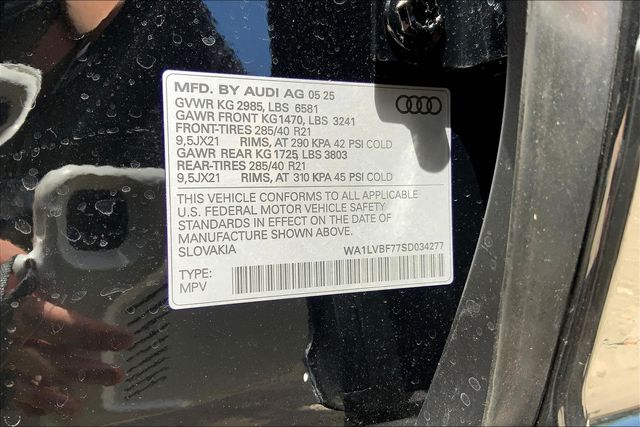 MFD. BY AUDI AG 05 25
GVWR KG 2985, LBS 6581
GAWR FRONT KG1470, LBS 3241
FRONT-TIRES 285/40 R21
9,5JX21 RIMS, AT 290 KPA 42 PSI COLD
GAWR REAR KG 1725, LBS 3803
REAR-TIRES 285/40 R21
9,5JX21 RIMS, AT 310 KPA 45 PSI COLD
THIS VEHICLE CONFORMS TO ALL APPLICABLE
U.S. FEDERAL MOTOR VEHICLE SAFETY
STANDARDS IN EFFECT ON THE DATE OF
MANUFACTURE SHOWN ABOVE.
SLOVAKIA WA1LVBF77SD034277
TYPE:
MPV